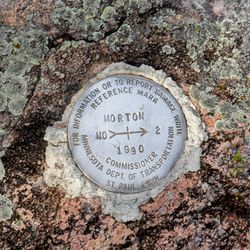 FOR INFORMATION OR TO REPORT DAMAGE WRITE
REFERENCE MARK
MORTON
NO 2
1990
COMMISSIONER
MINNESOTA DEPT. OF TRANSPORTATION
ST. PAUL, MINN.